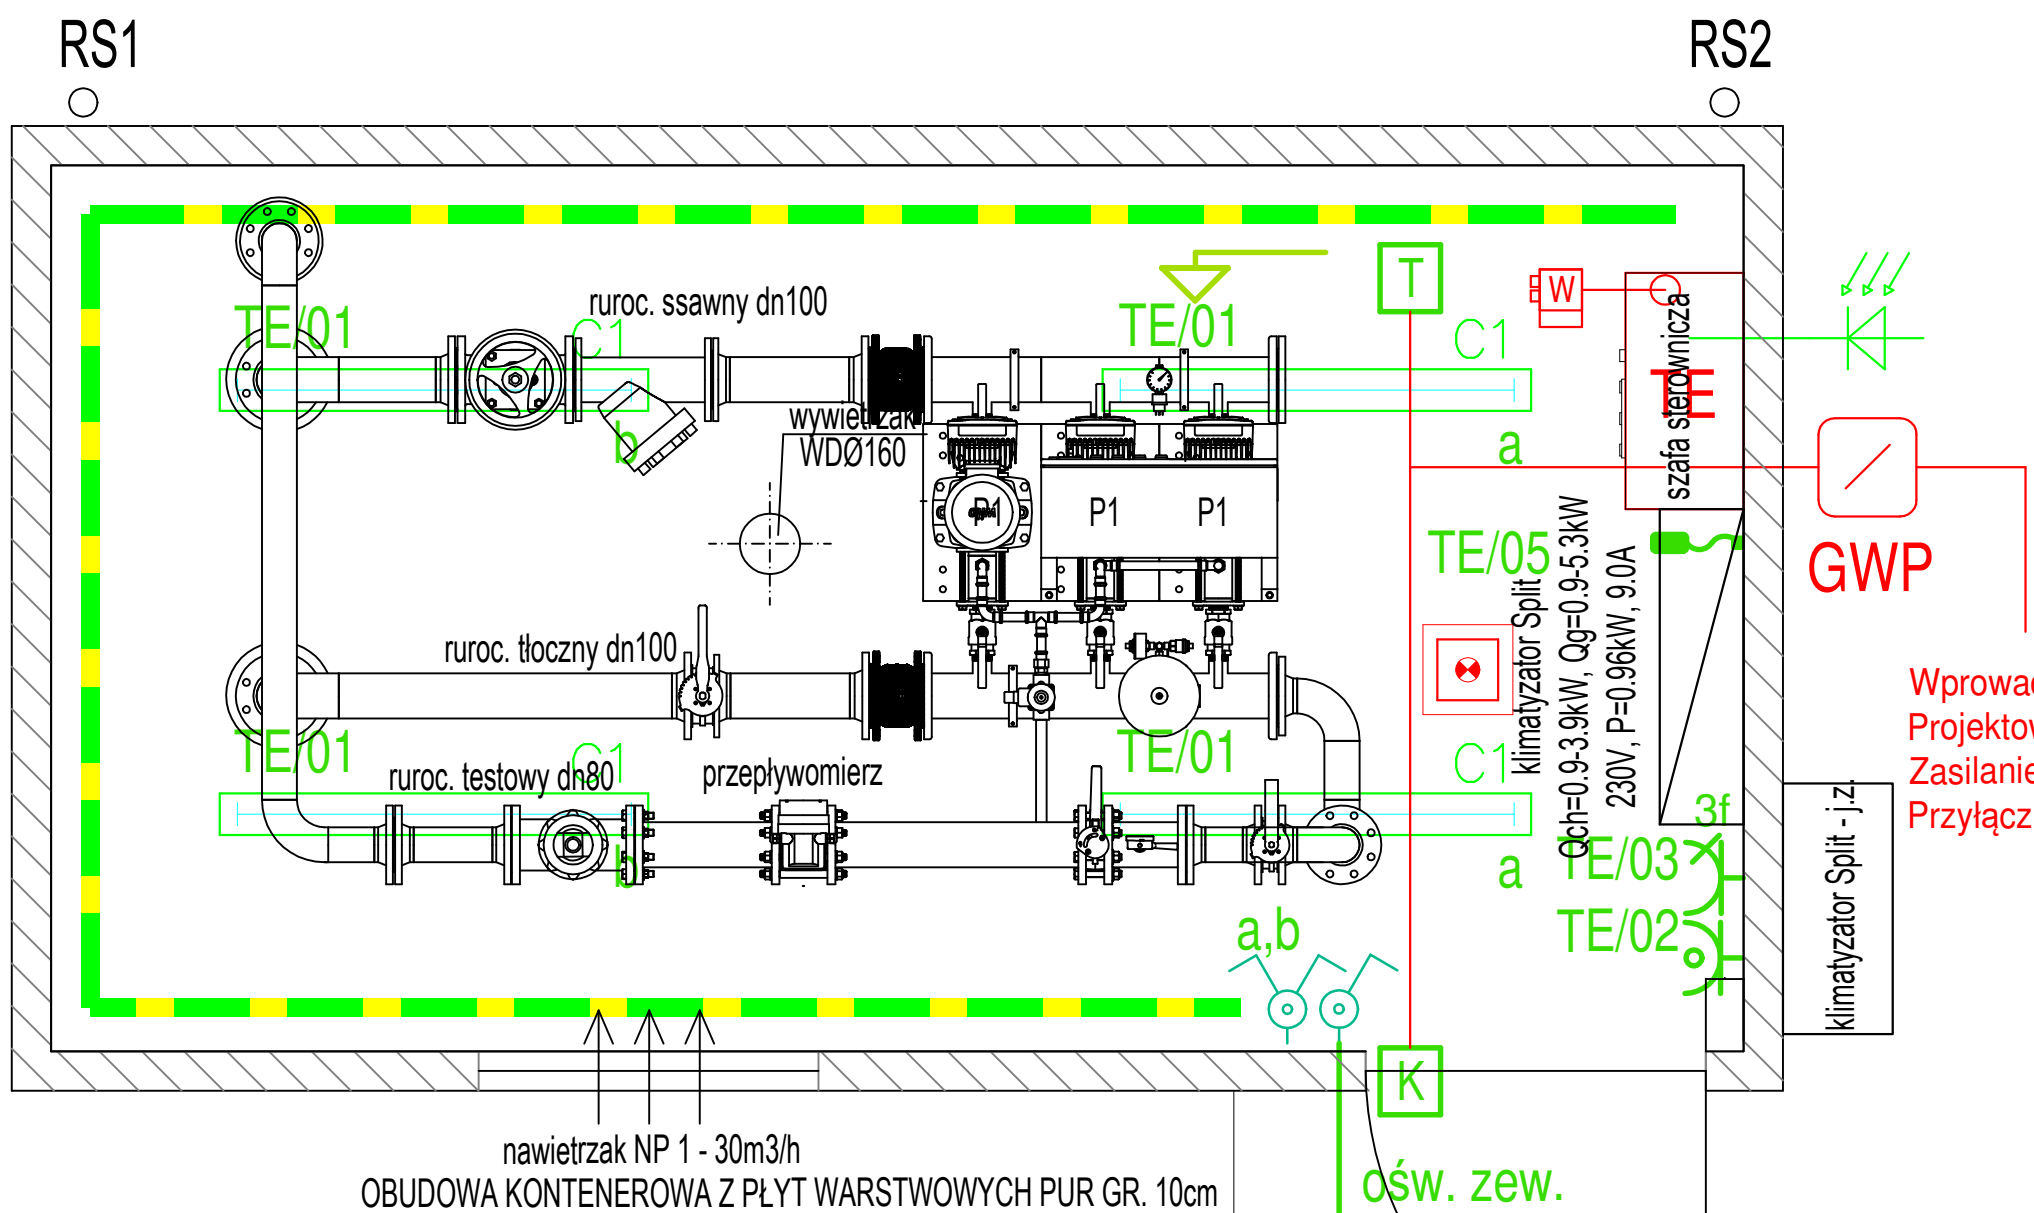 RS1
RS2
TE/01
C1
ruroc. ssawny dn100
TE/01
T
C1
W
TE
szafa sterownicza
wywietrzak
WDØ160
b
a
P1
P1
P1
TE/05
GWP
klimatyzator Split
Qch=0.9-3.9kW, Qg=0.9-5.3kW
230V, P=0.96kW, 9.0A
ruroc. tłoczny dn100
TE/01
C1
ruroc. testowy dn80
przepływomierz
TE/01
C1
b
a
3f
TE/03
TE/02
klimatyzator Split - j.z.
a,b
K
ośw. zew.
nawietrzak NP 1 - 30m3/h
OBUDOWA KONTENEROWA Z PŁYT WARSTWOWYCH PUR GR. 10cm
Zasilanie